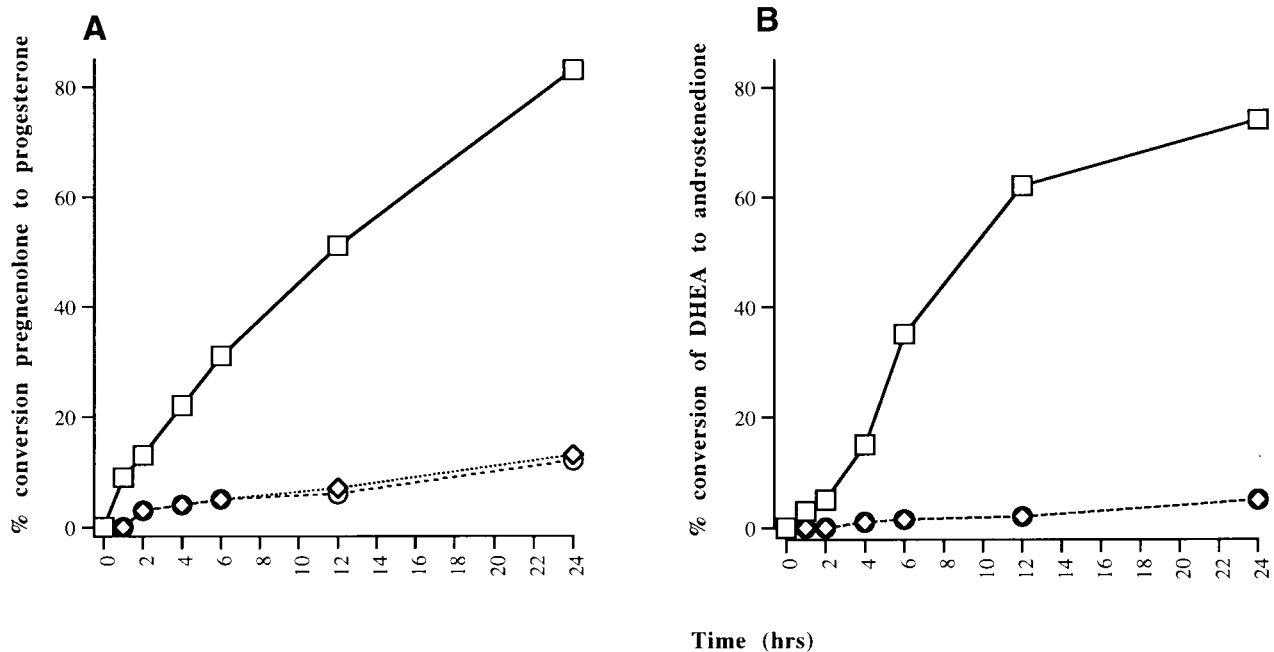 A
% conversion pregnenolone to progesterone
80
60
40
20
0
0 2 4 6 8 10 12 14 16 18 20 22 24
B
% conversion of DHEA to androstenedione
80
60
40
20
0
0 2 4 6 8 10 12 14 16 18 20 22 24
Time (hrs)